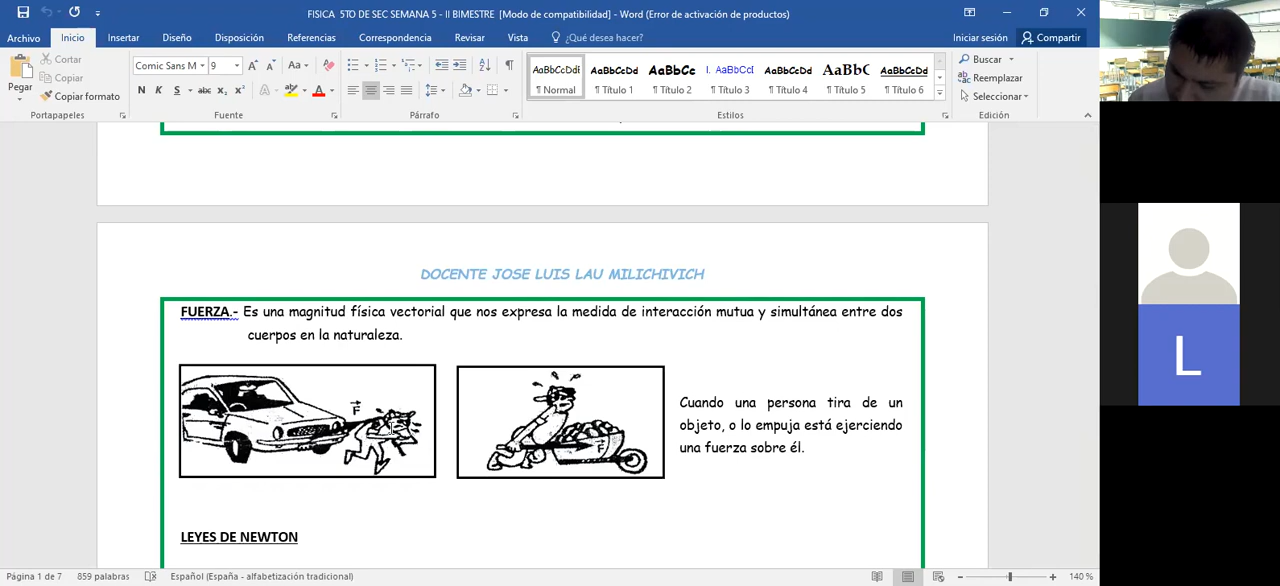 FISICA 5TO DE SEC SEMANA 5 - II BIMESTRE [Modo de compatibilidad] - Word (Error de activación de productos)
Archivo Inicio Insertar Diseño Disposición Referencias Correspondencia Revisar Vista ¿Qué desea hacer? Iniciar sesión Compartir
Pegar
Cortar
Copiar
Copiar formato
Portapapeles
Comic Sans M 9 A A Aa
N K S abc x₂ x² A ab A
Fuente
Párrafo
AaBbCcDdI AaBbCcDd AaBbCc I. AaBbCcI AaBbCcDd AaBbC AaBbCcDd
¶ Normal ¶ Título 1 ¶ Título 2 ¶ Título 3 ¶ Título 4 ¶ Título 5 ¶ Título 6
Estilos
Buscar
Reemplazar
Seleccionar
Edición
DOCENTE JOSE LUIS LAU MILICHIVICH
FUERZA.- Es una magnitud física vectorial que nos expresa la medida de interacción mutua y simultánea entre dos
cuerpos en la naturaleza.
F
F
Cuando una persona tira de un
objeto, o lo empuja está ejerciendo
una fuerza sobre él.
LEYES DE NEWTON
L
Página 1 de 7 859 palabras Español (España - alfabetización tradicional) 140 %